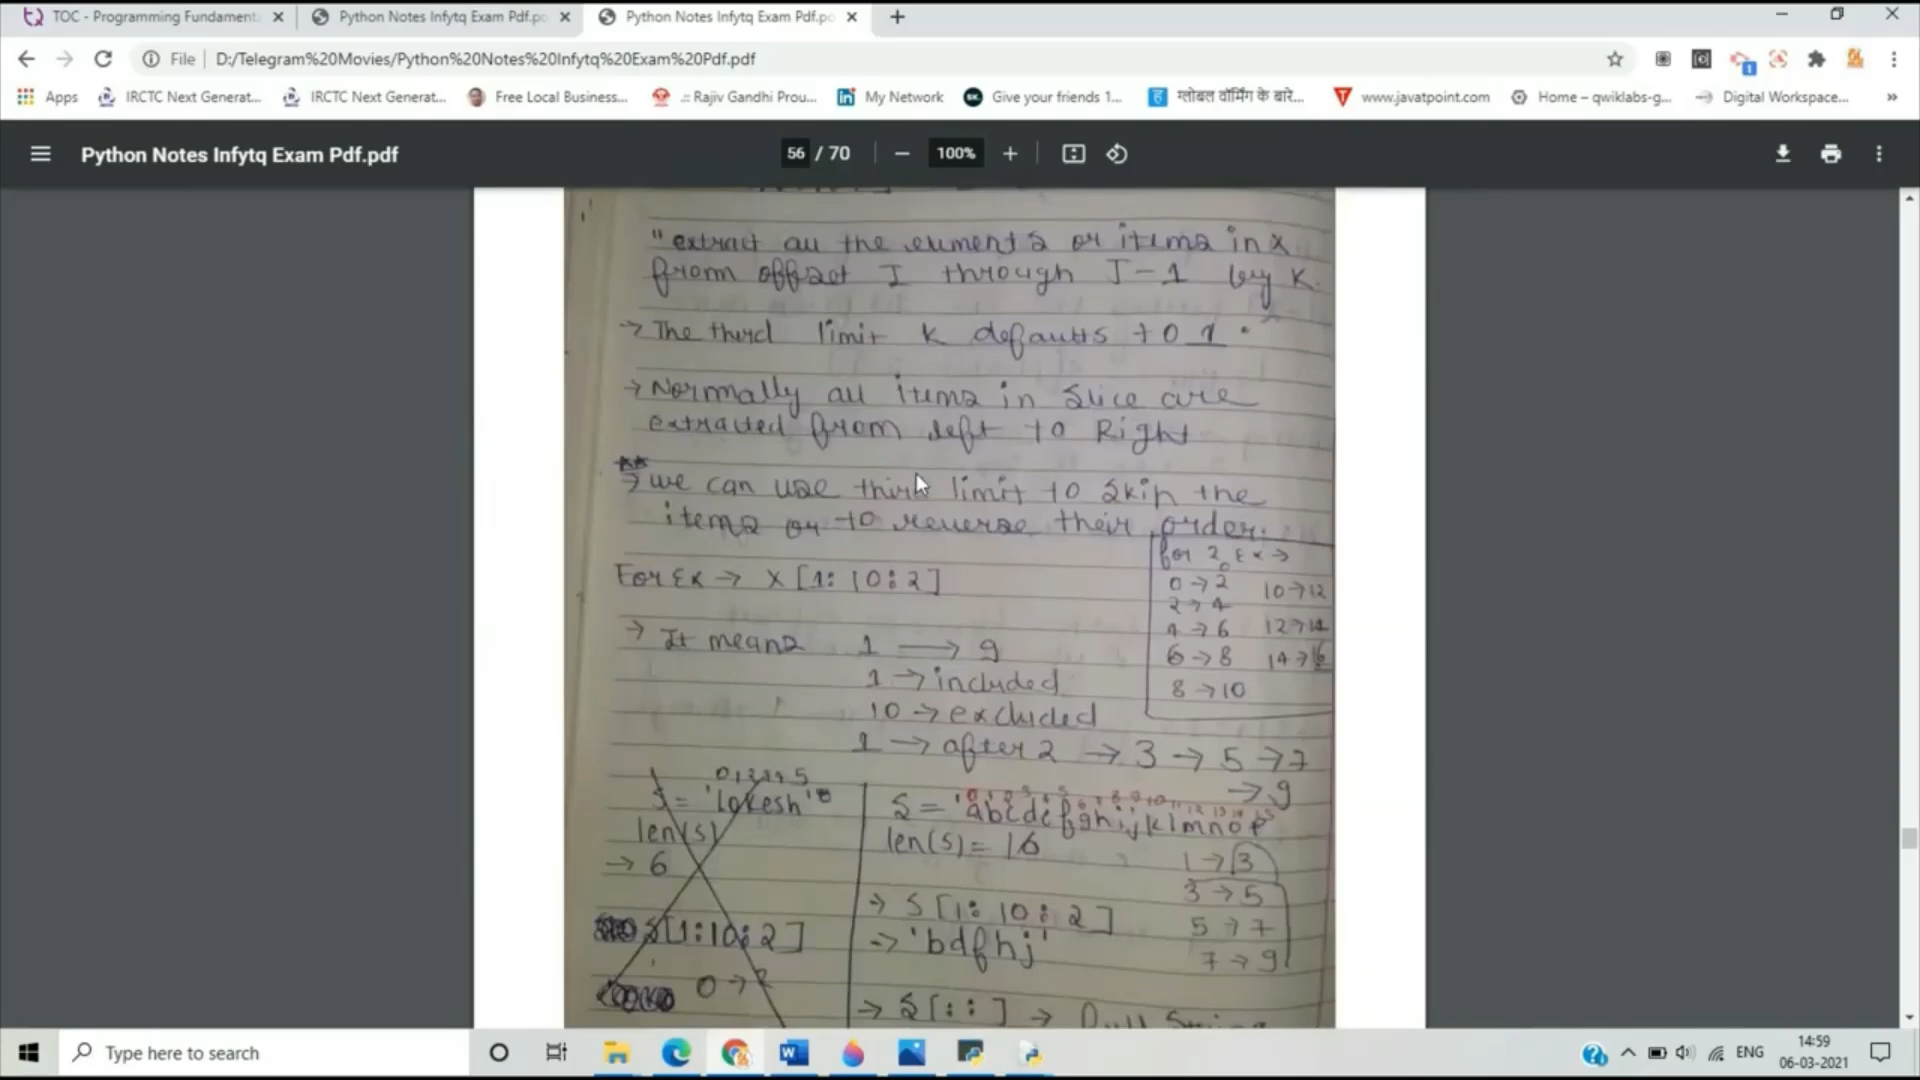 TOC - Programming Fundament
Python Notes Infytq Exam Pdf.po
Python Notes Infytq Exam Pdf.po
File | D:/Telegram%20Movies/Python%20Notes%20Infytq%20Exam%20Pdf.pdf
Apps
IRCTC Next Generat...
IRCTC Next Generat...
Free Local Business...
.:: Rajiv Gandhi Prou...
My Network
Give your friends 1...
ग्लोबल वॉर्मिंग के बारे...
www.javatpoint.com
Home – qwiklabs-g...
Digital Workspace...
»
Python Notes Infytq Exam Pdf.pdf
56 / 70
100%
"extract all the elements or items in x
from offset I through J-1 by K.
→ The third limit K defaults to 1.
→ Normally all items in slice are
extracted from left to Right
→ we can use third limit to skip the
items or to reverse their order.
For Ex → X[1:10:2]
→ It means 1 → 9
1 → included
10 → excluded
1 → after 2 → 3 → 5 → 7
→ 9
for 2 Ex →
0 → 2 10 → 12
2 → 4
4 → 6 12 → 14
6 → 8 14 → 16
8 → 10
012345
S = 'lokesh'
len(s)
→ 6
S[1:10:2]
0 →
S = 'abcdefghijklmnop'
len(s) = 16
1 → 3
3 → 5
5 → 7
7 → 9
→ S[1:10:2]
→ 'bdfhj'
→ S[::] →
Type here to search
ENG
14:59
06-03-2021